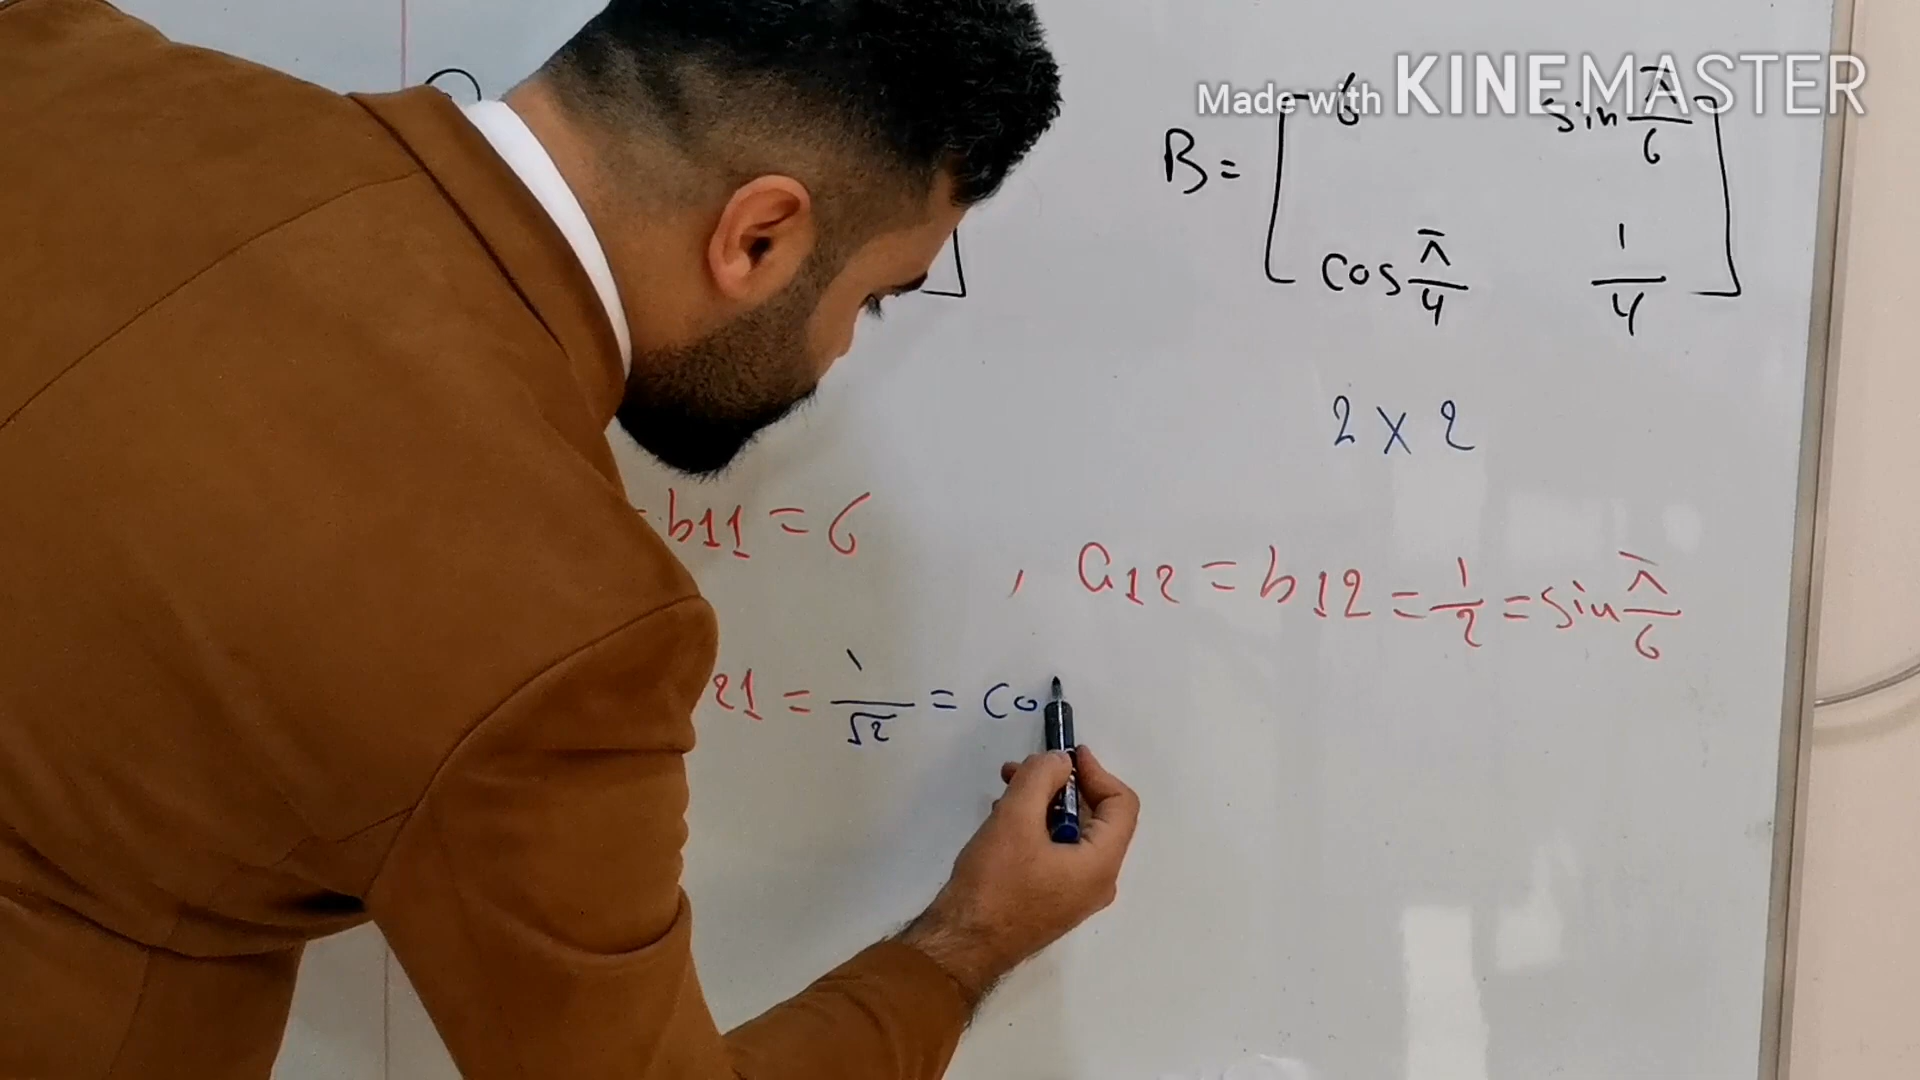 Made with KINEMASTER
B = [ 6 sin π/6
cos π/4 1/4 ]
2 × 2
b11 = 6 , a12 = b12 = 1/2 = sin π/6
21 = 1/√2 = co